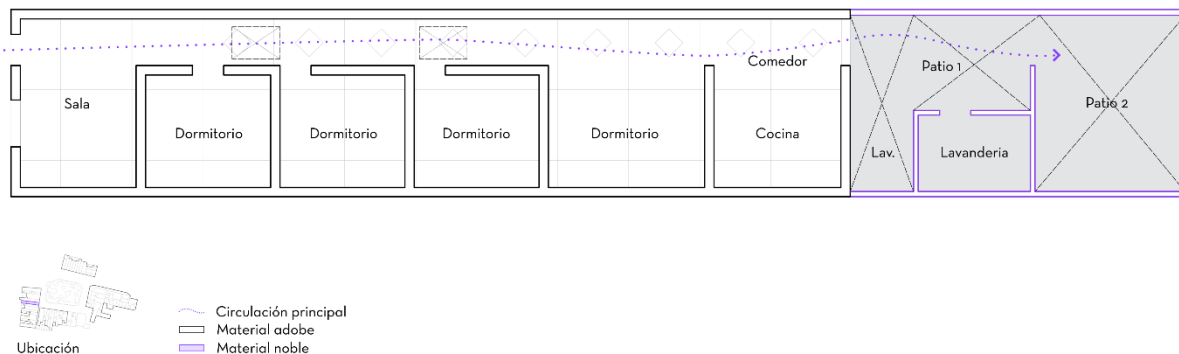 Comedor
Patio 1
Sala
Patio 2
Dormitorio
Dormitorio
Dormitorio
Dormitorio
Cocina
Lav.
Lavanderia
Circulación principal
Material adobe
Material noble
Ubicación